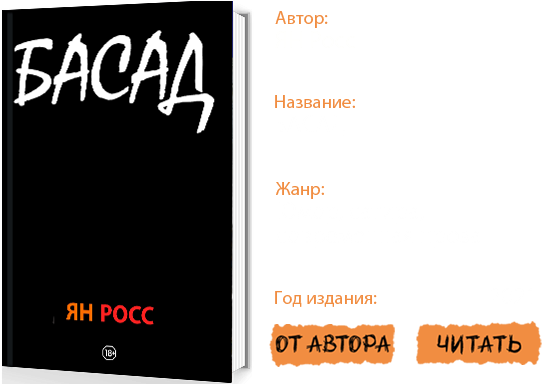 БАСАД
ЯН РОСС
18+
Автор:
Название:
Жанр:
Год издания:
ОТ АВТОРА
ЧИТАТЬ